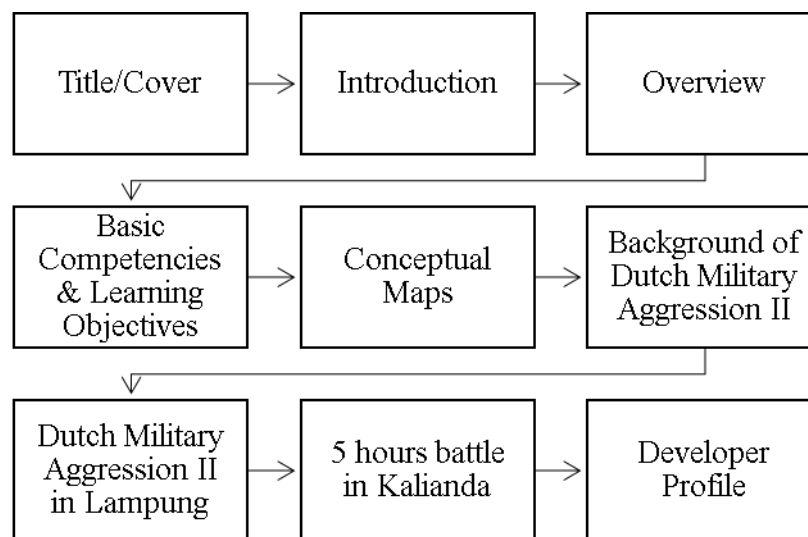 Title/Cover
Introduction
Overview
Basic
Competencies
& Learning
Objectives
Conceptual
Maps
Background of
Dutch Military
Aggression II
Dutch Military
Aggression II
in Lampung
5 hours battle
in Kalianda
Developer
Profile